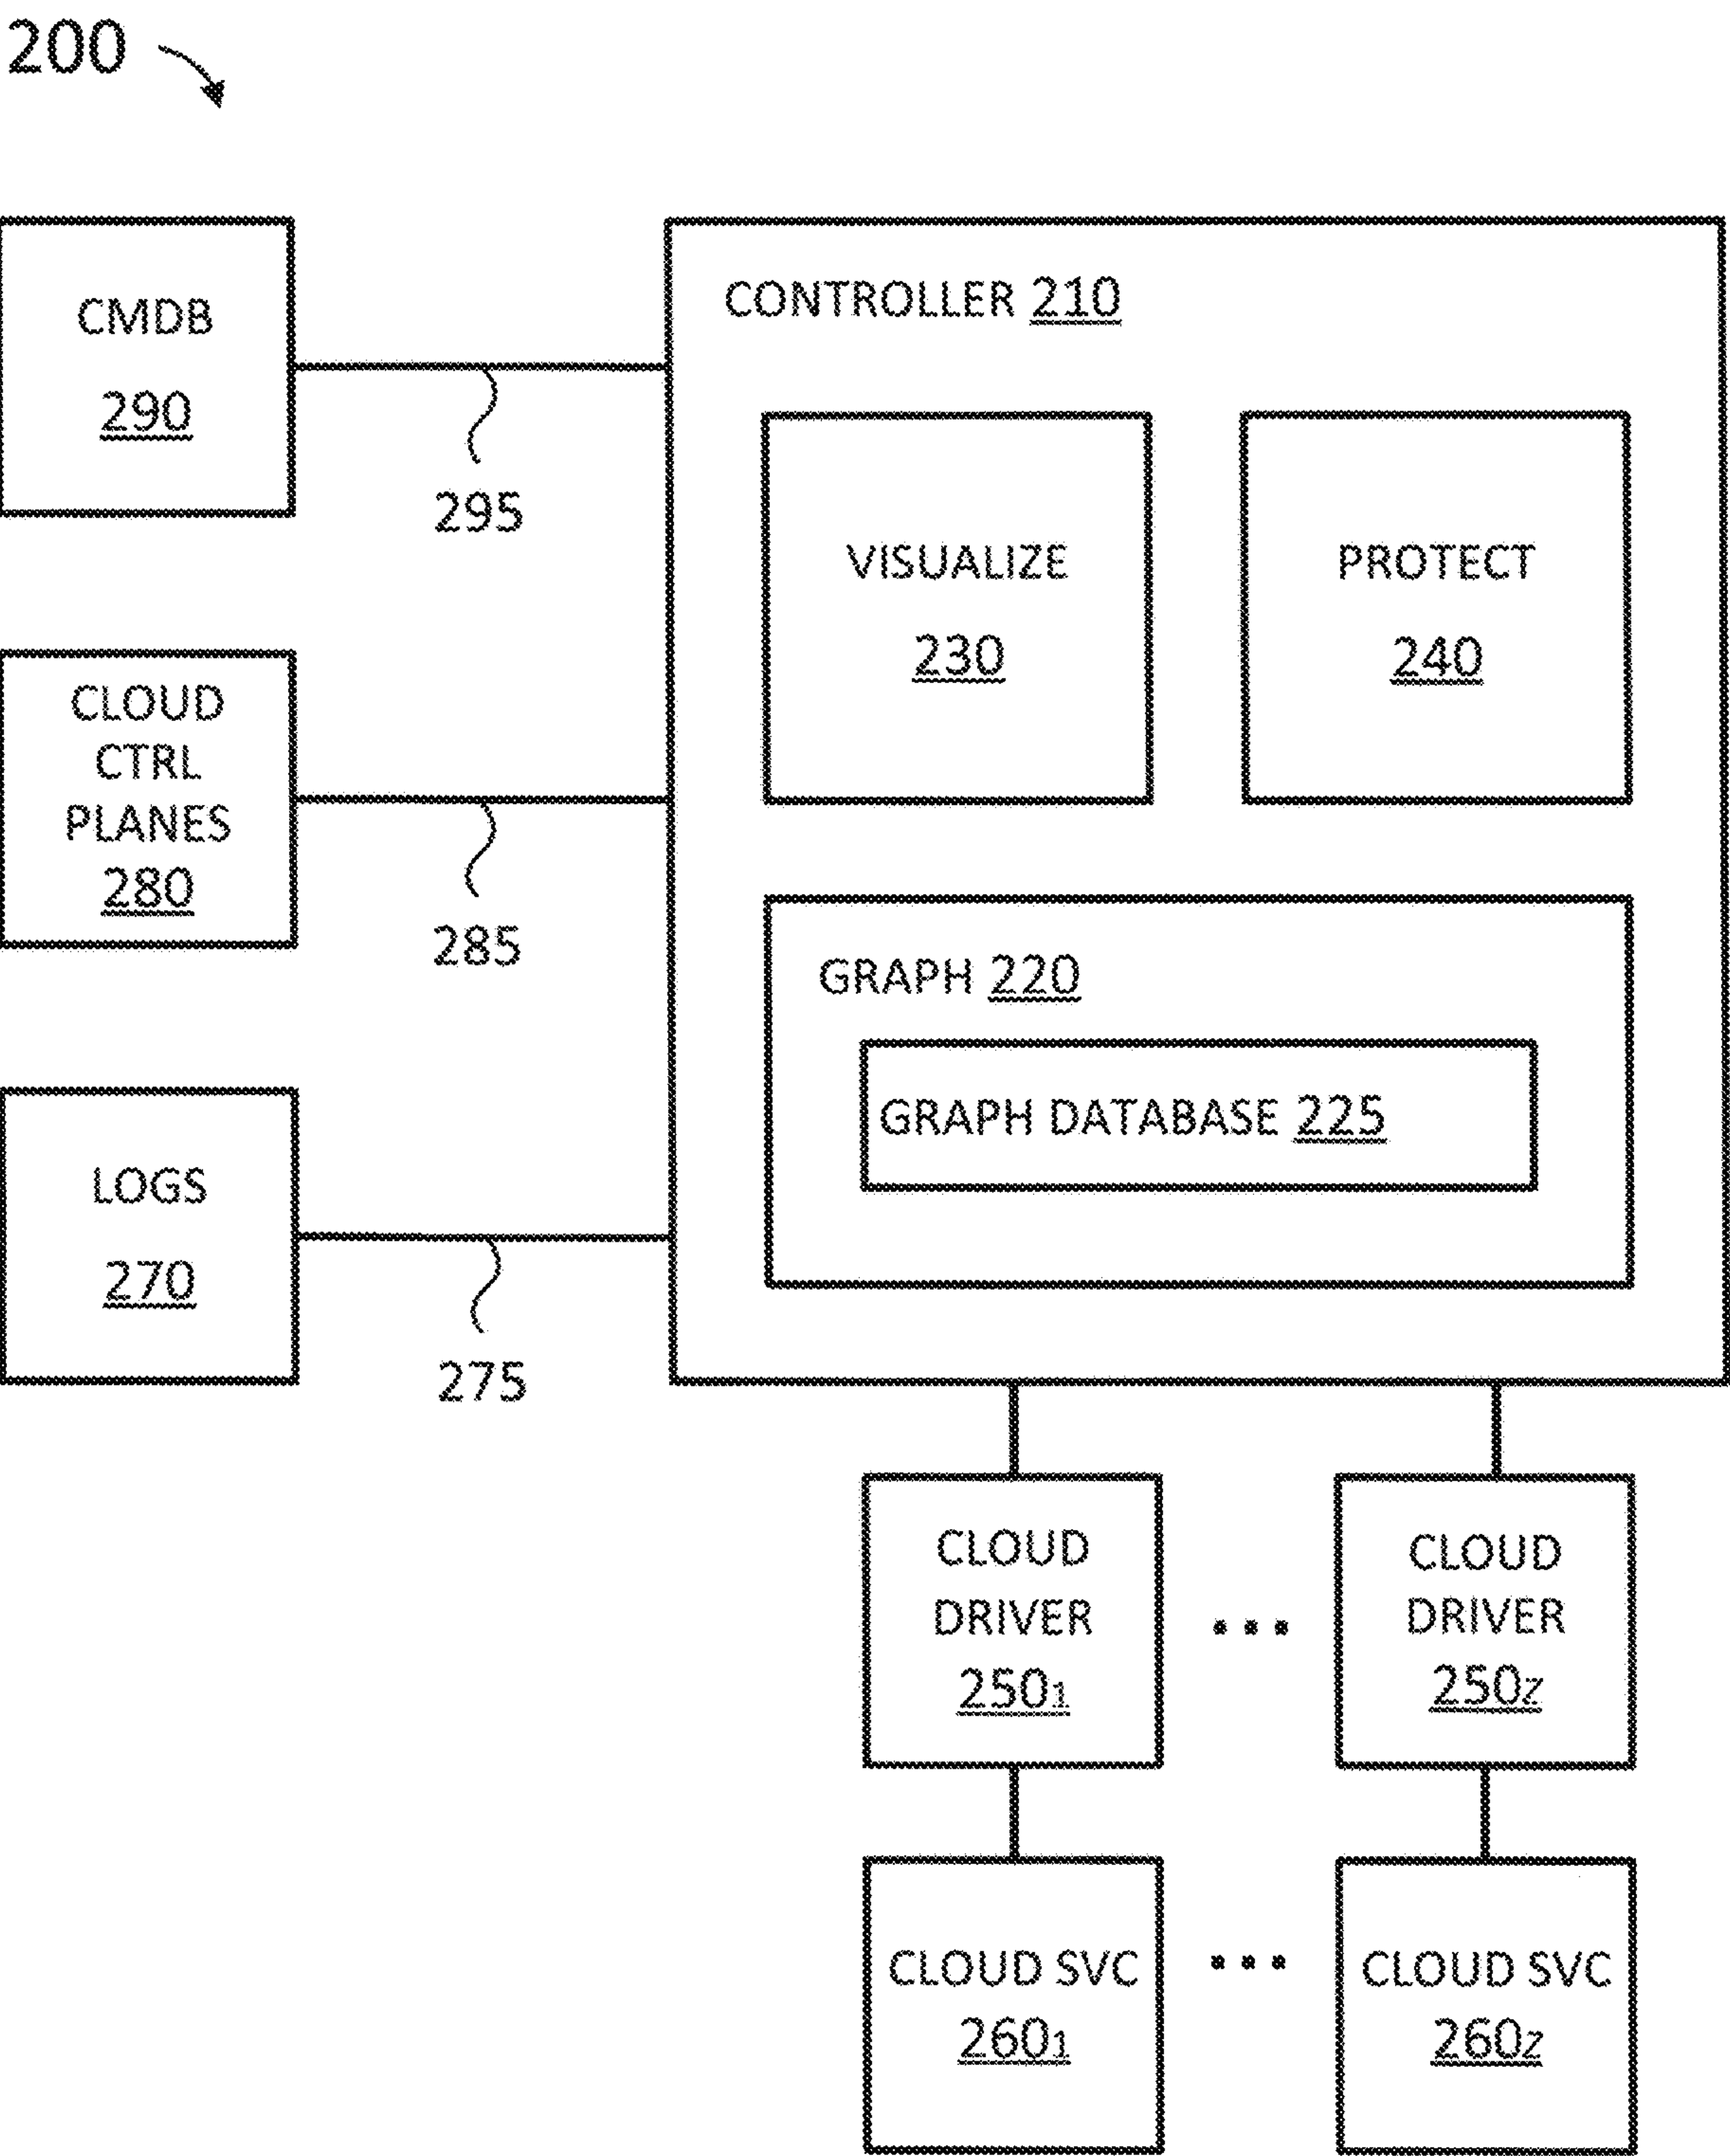 200
CMDB
290
295
CLOUD
CTRL
PLANES
280
285
LOGS
270
275
CONTROLLER 210
VISUALIZE
230
PROTECT
240
GRAPH 220
GRAPH DATABASE 225
CLOUD
DRIVER
250₁
...
CLOUD
DRIVER
250Z
CLOUD SVC
260₁
...
CLOUD SVC
260Z